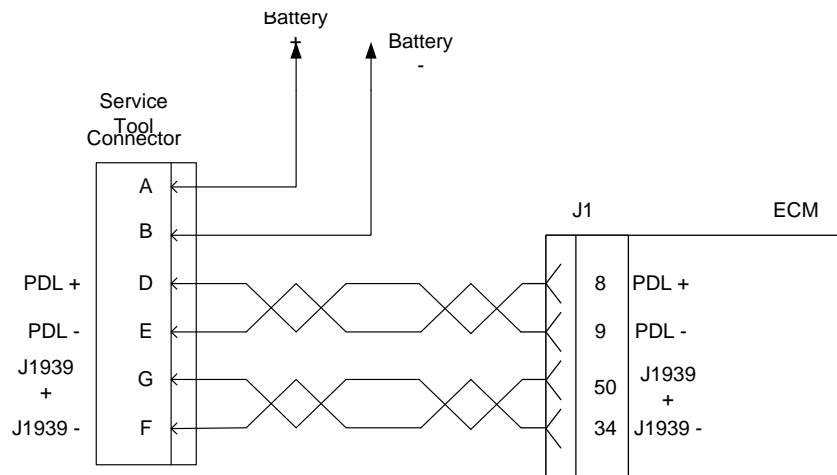 Battery
+
Battery
-
Service
Tool
Connector
A
B
D
E
G
F
PDL +
PDL -
J1939
+
J1939 -
J1
ECM
8
9
50
34
PDL +
PDL -
J1939
+
J1939 -